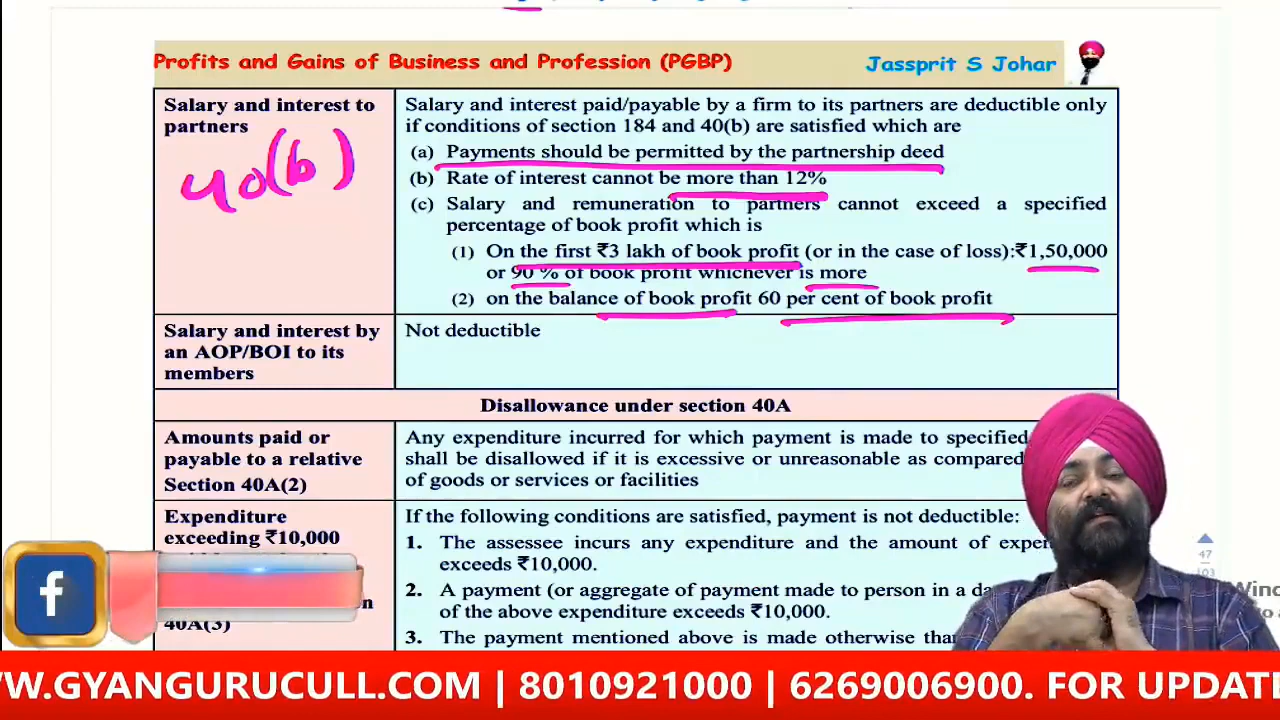 Profits and Gains of Business and Profession (PGBP)
Jassprit S Johar
Salary and interest to
partners
40(b)
Salary and interest paid/payable by a firm to its partners are deductible only
if conditions of section 184 and 40(b) are satisfied which are
(a) Payments should be permitted by the partnership deed
(b) Rate of interest cannot be more than 12%
(c) Salary and remuneration to partners cannot exceed a specified
percentage of book profit which is
(1) On the first ₹3 lakh of book profit (or in the case of loss):₹1,50,000
or 90 % of book profit whichever is more
(2) on the balance of book profit 60 per cent of book profit
Salary and interest by
an AOP/BOI to its
members
Not deductible
Disallowance under section 40A
Amounts paid or
payable to a relative
Section 40A(2)
Any expenditure incurred for which payment is made to specified
shall be disallowed if it is excessive or unreasonable as compared
of goods or services or facilities
Expenditure
exceeding ₹10,000
40A(3)
If the following conditions are satisfied, payment is not deductible:
1. The assessee incurs any expenditure and the amount of
exceeds ₹10,000.
2. A payment (or aggregate of payment made to person in a
of the above expenditure exceeds ₹10,000.
3. The payment mentioned above is made otherwise
47
103
f
W.GYANGURUCULL.COM | 8010921000 | 6269006900. FOR UPDATE